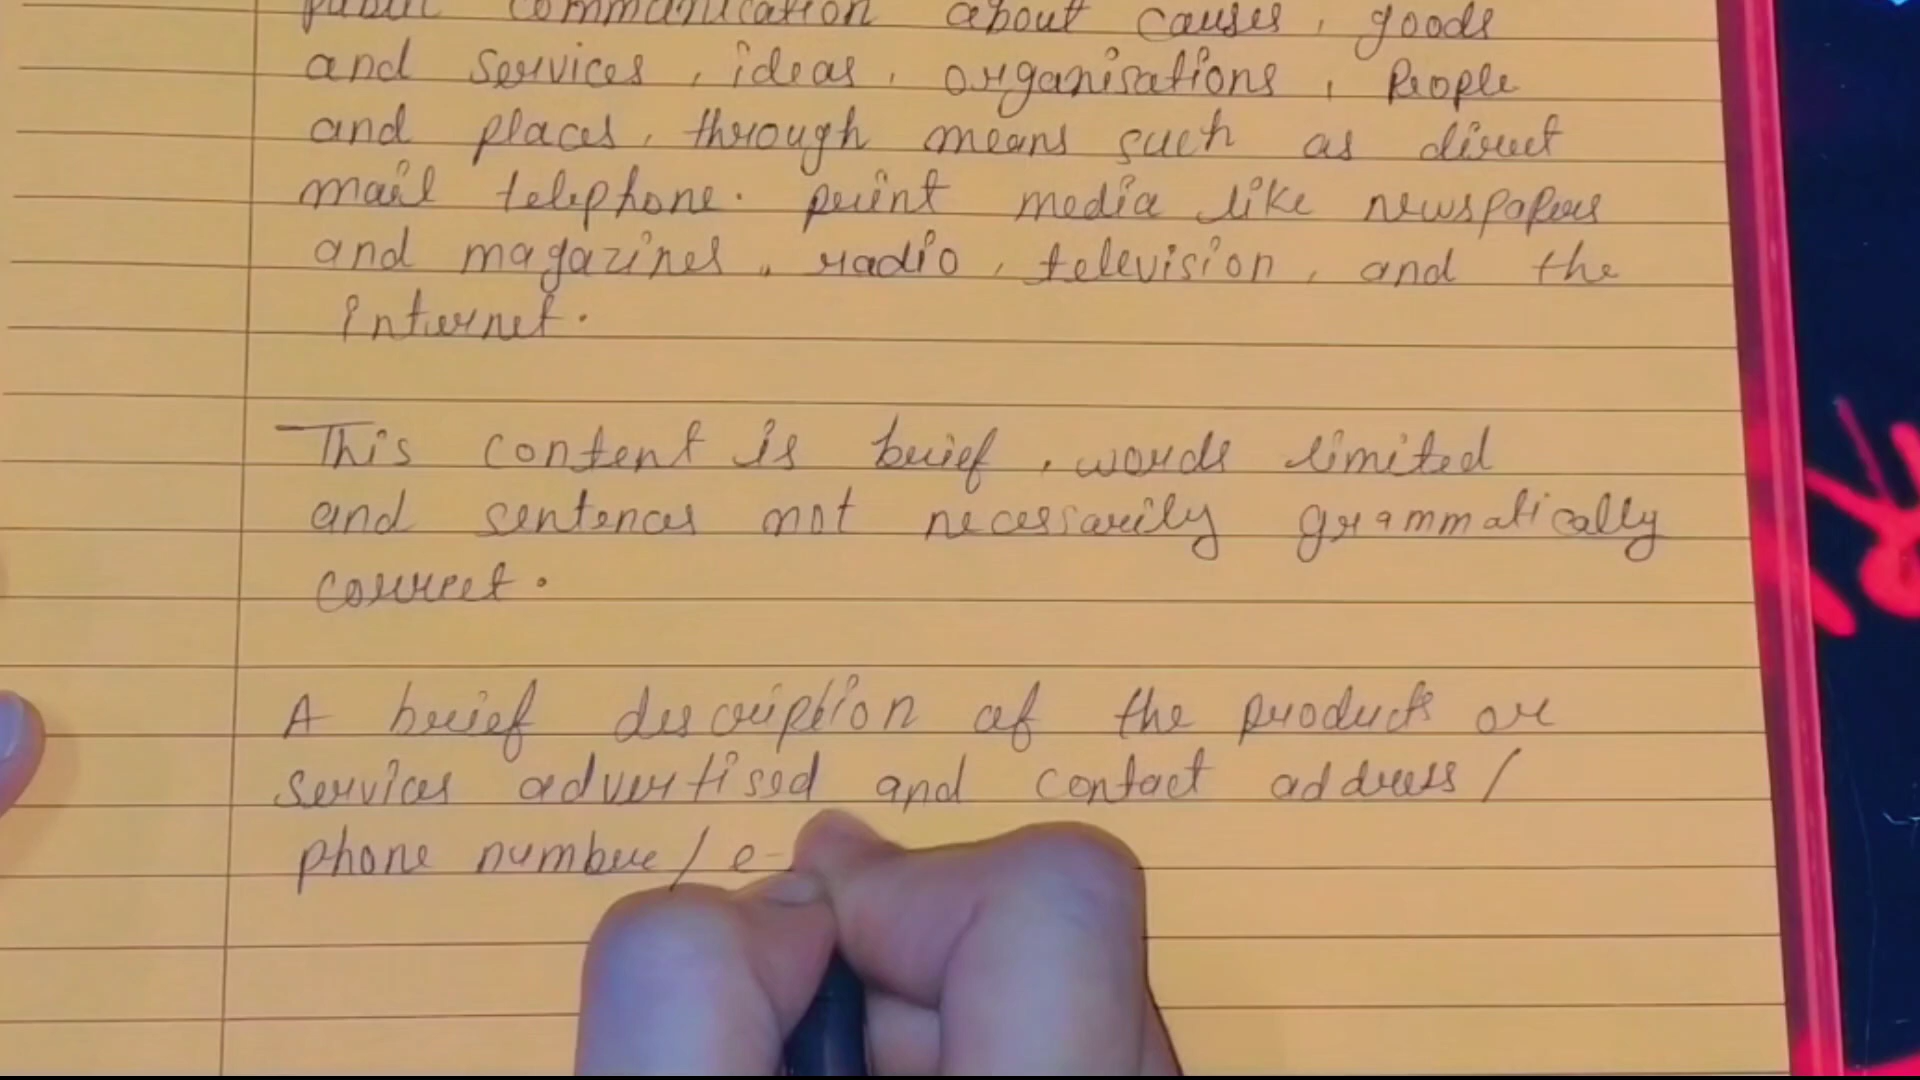 public communication about causes, goods
and services, ideas, organisations, People
and places, through means such as direct
mail telephone. print media like newspapers
and magazines, radio, television, and the
internet.
This content is brief, words limited
and sentences not necessarily grammatically
correct.
A brief description of the products or
services advertised and contact address/
phone number/e-